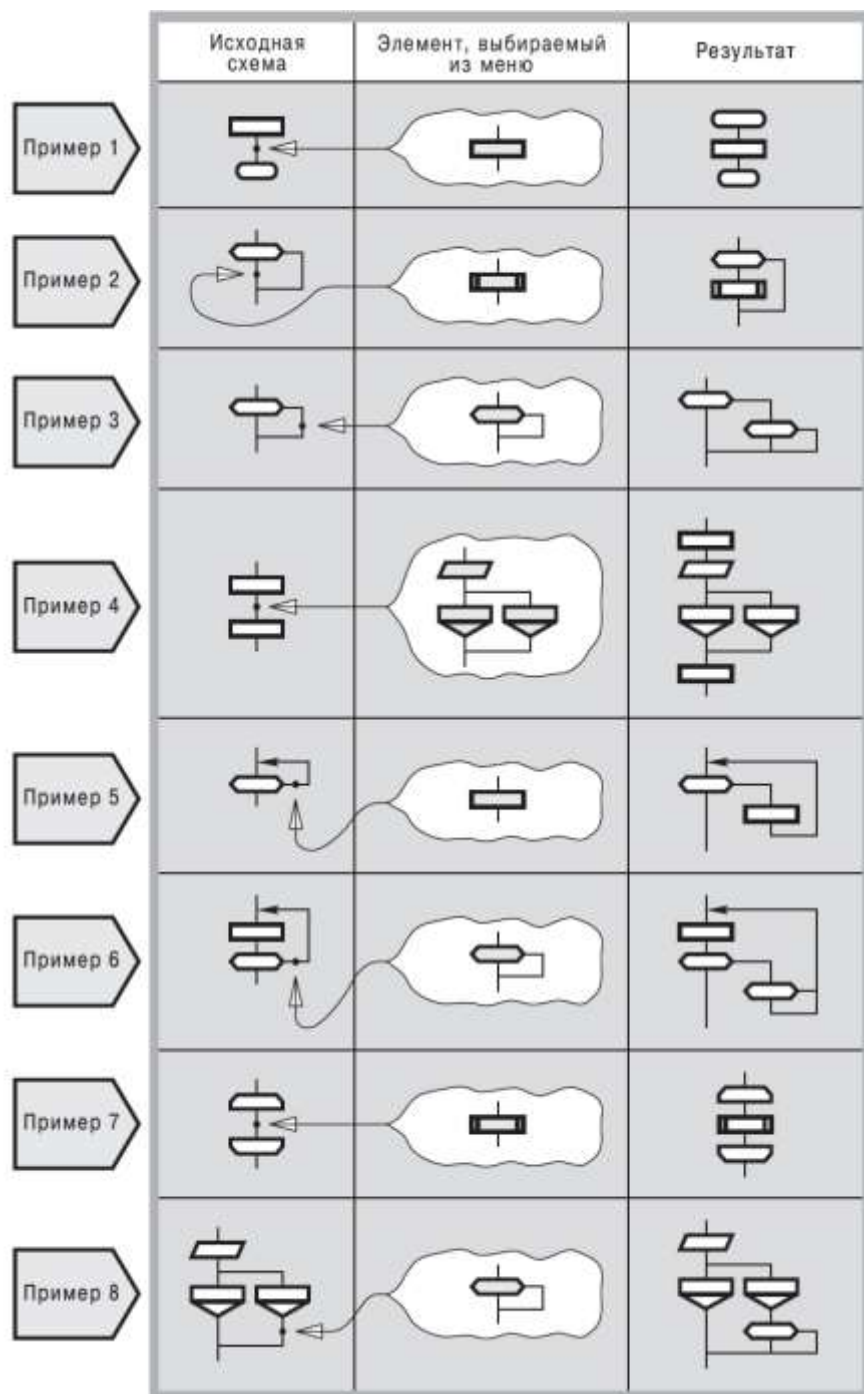 Исходная
схема
Элемент, выбираемый
из меню
Результат
Пример 1
Пример 2
Пример 3
Пример 4
Пример 5
Пример 6
Пример 7
Пример 8